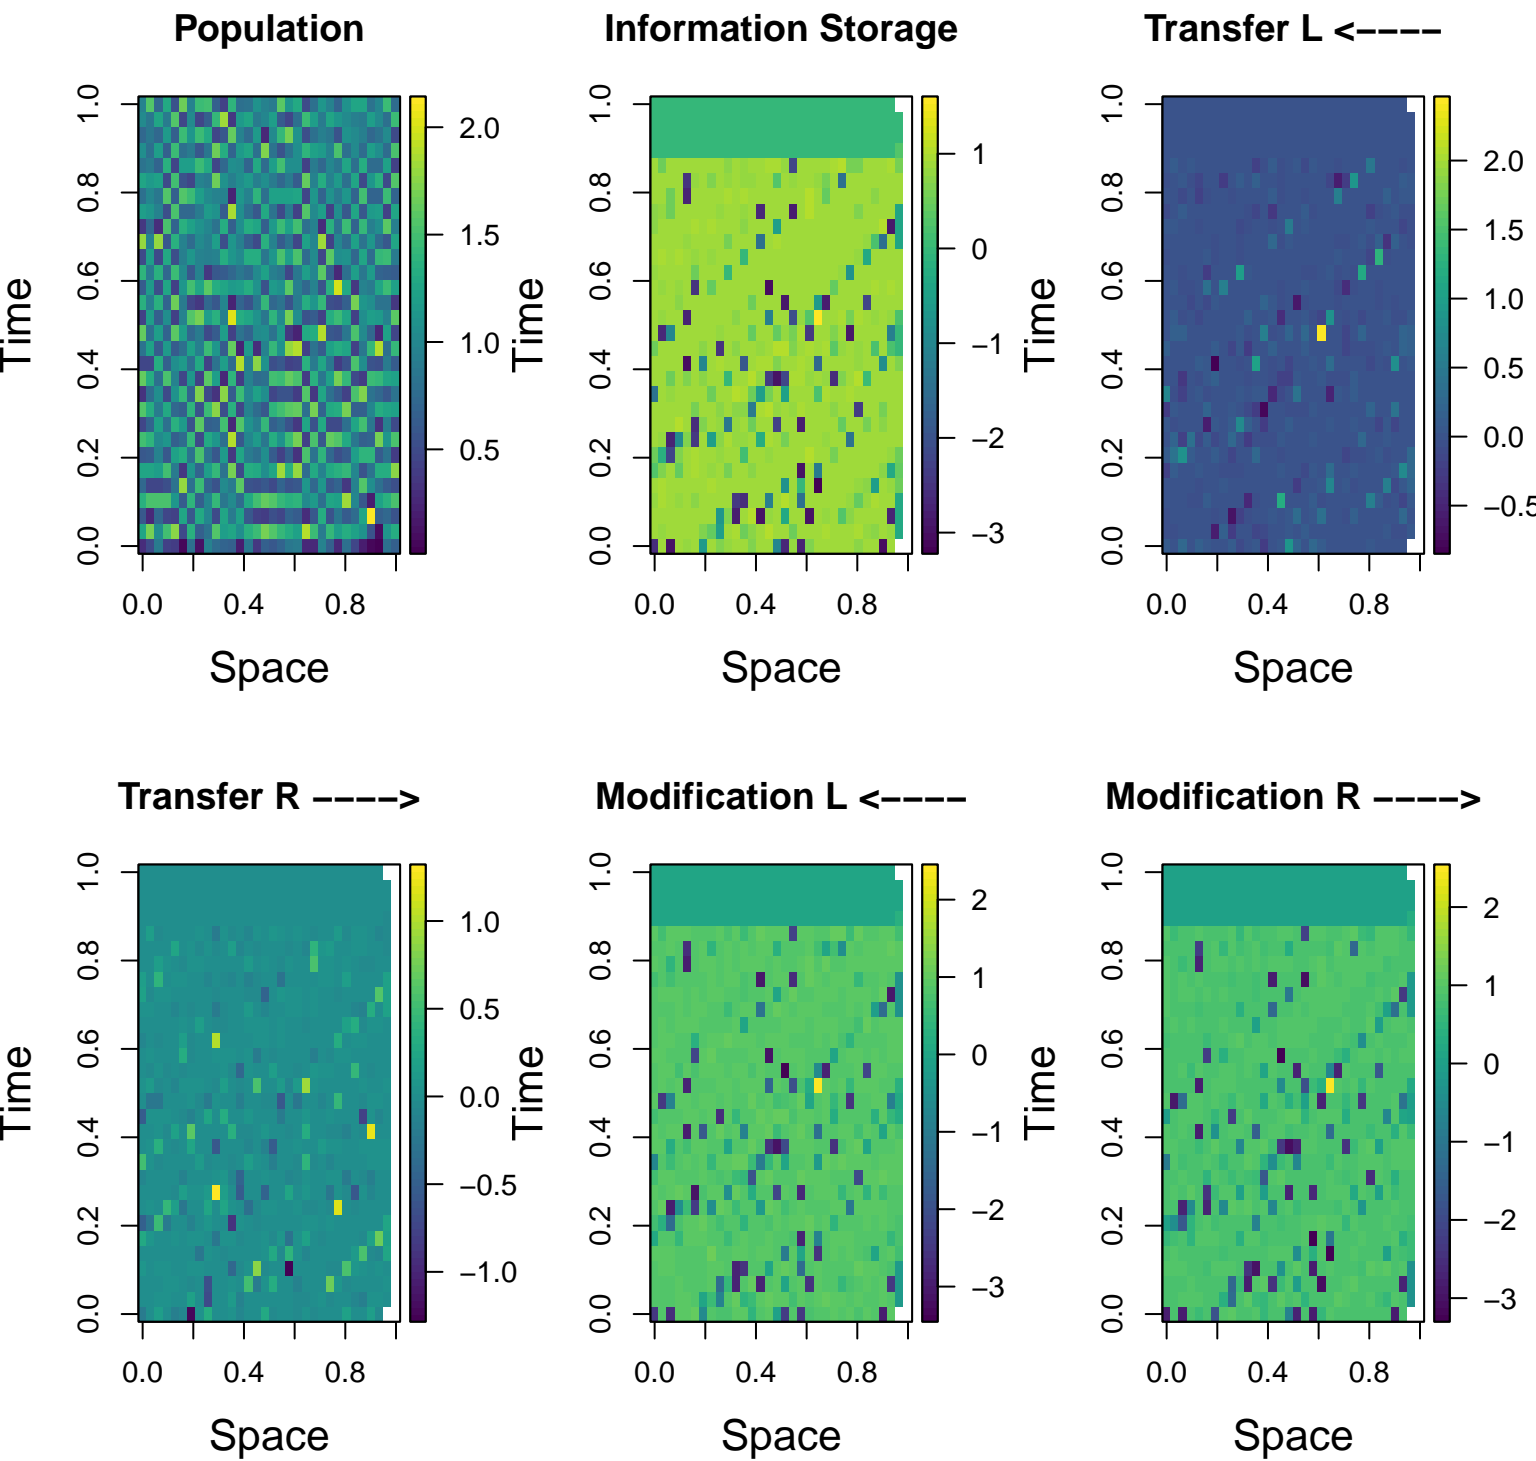 Population
Time
1.0
0.8
0.6
0.4
0.2
0.0
0.0 0.4 0.8
Space
2.0
1.5
1.0
0.5
Information Storage
Time
1.0
0.8
0.6
0.4
0.2
0.0
0.0 0.4 0.8
Space
1
0
−1
−2
−3
Transfer L <−−−−
Time
1.0
0.8
0.6
0.4
0.2
0.0
0.0 0.4 0.8
Space
2.0
1.5
1.0
0.5
0.0
−0.5
Transfer R −−−−>
Time
1.0
0.8
0.6
0.4
0.2
0.0
0.0 0.4 0.8
Space
1.0
0.5
0.0
−0.5
−1.0
Modification L <−−−−
Time
1.0
0.8
0.6
0.4
0.2
0.0
0.0 0.4 0.8
Space
2
1
0
−1
−2
−3
Modification R −−−−>
Time
1.0
0.8
0.6
0.4
0.2
0.0
0.0 0.4 0.8
Space
2
1
0
−1
−2
−3